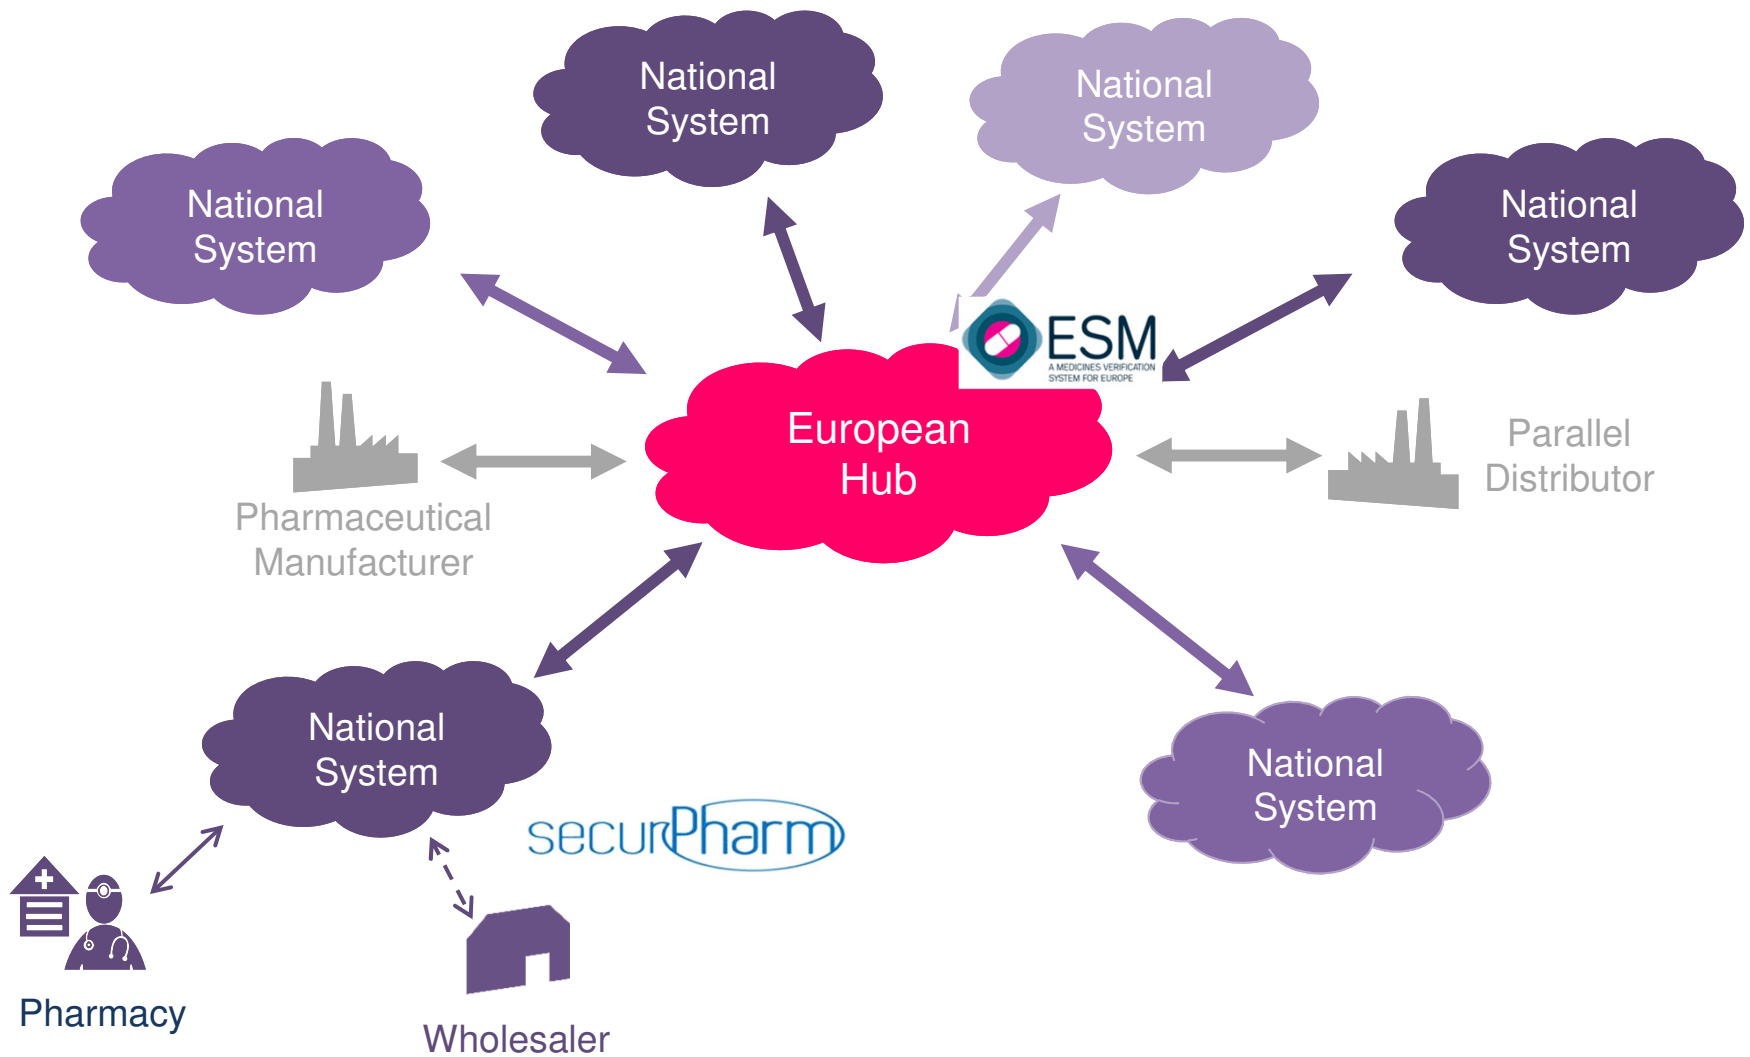 National
System
National
System
National
System
National
System
ESM
A MEDICINES VERIFICATION
SYSTEM FOR EUROPE
European
Hub
Parallel
Distributor
Pharmaceutical
Manufacturer
National
System
National
System
securPharm
Pharmacy
Wholesaler